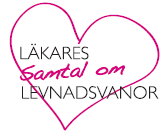 LÄKARES
Samtal om
LEVNADSVANOR